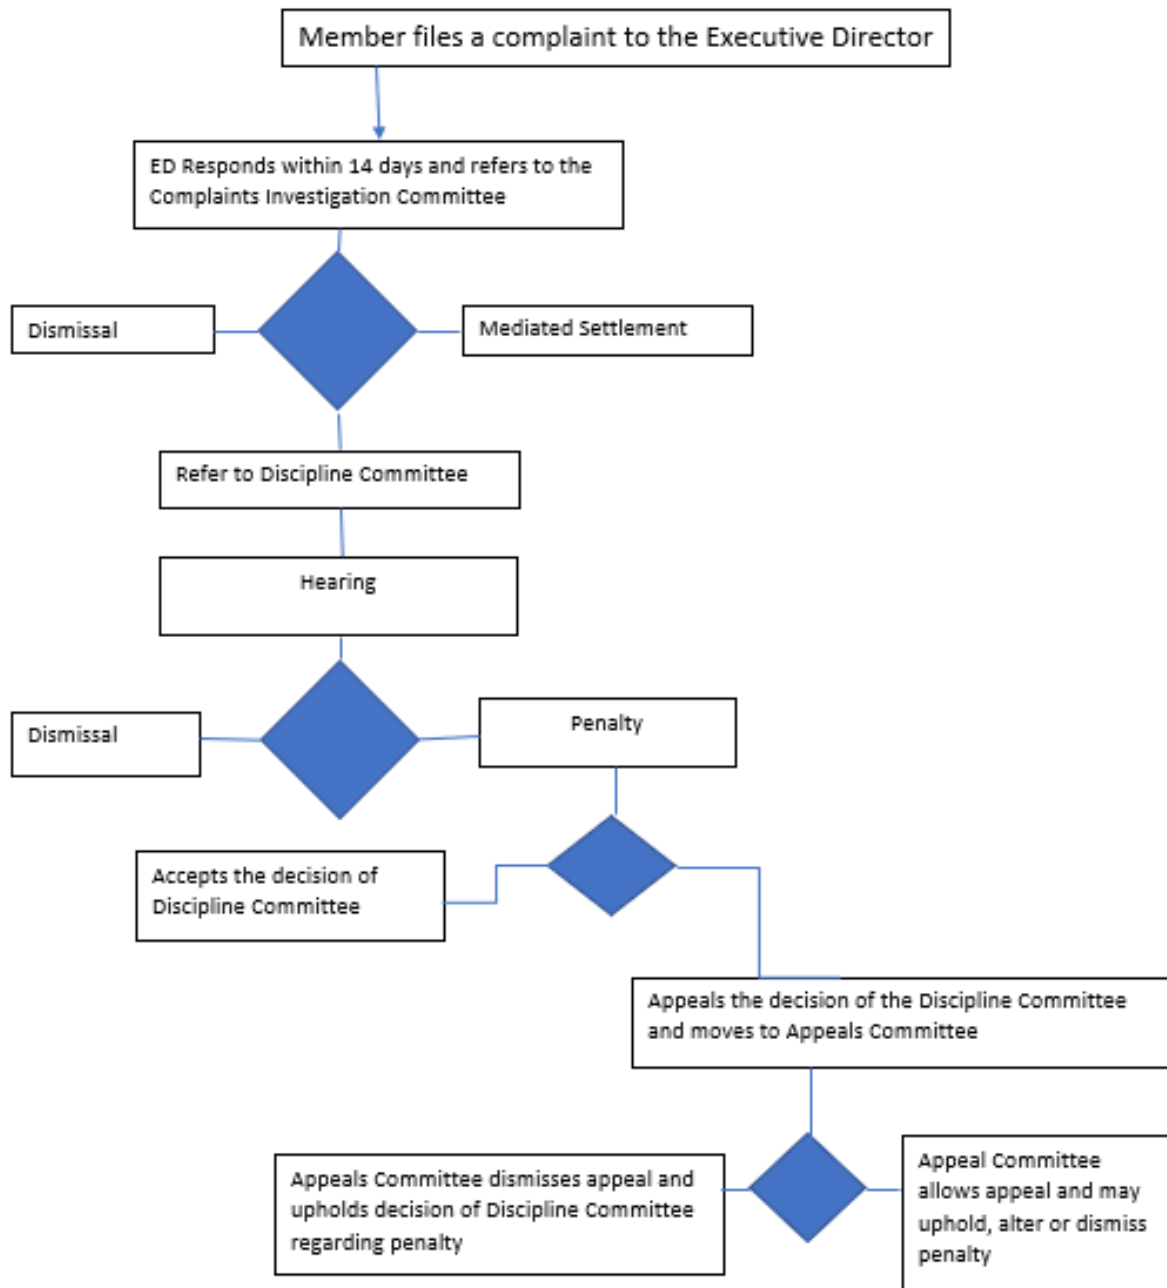 Member files a complaint to the Executive Director
ED Responds within 14 days and refers to the
Complaints Investigation Committee
Dismissal
Mediated Settlement
Refer to Discipline Committee
Hearing
Dismissal
Penalty
Accepts the decision of
Discipline Committee
Appeals the decision of the Discipline Committee
and moves to Appeals Committee
Appeals Committee dismisses appeal and
upholds decision of Discipline Committee
regarding penalty
Appeal Committee
allows appeal and may
uphold, alter or dismiss
penalty